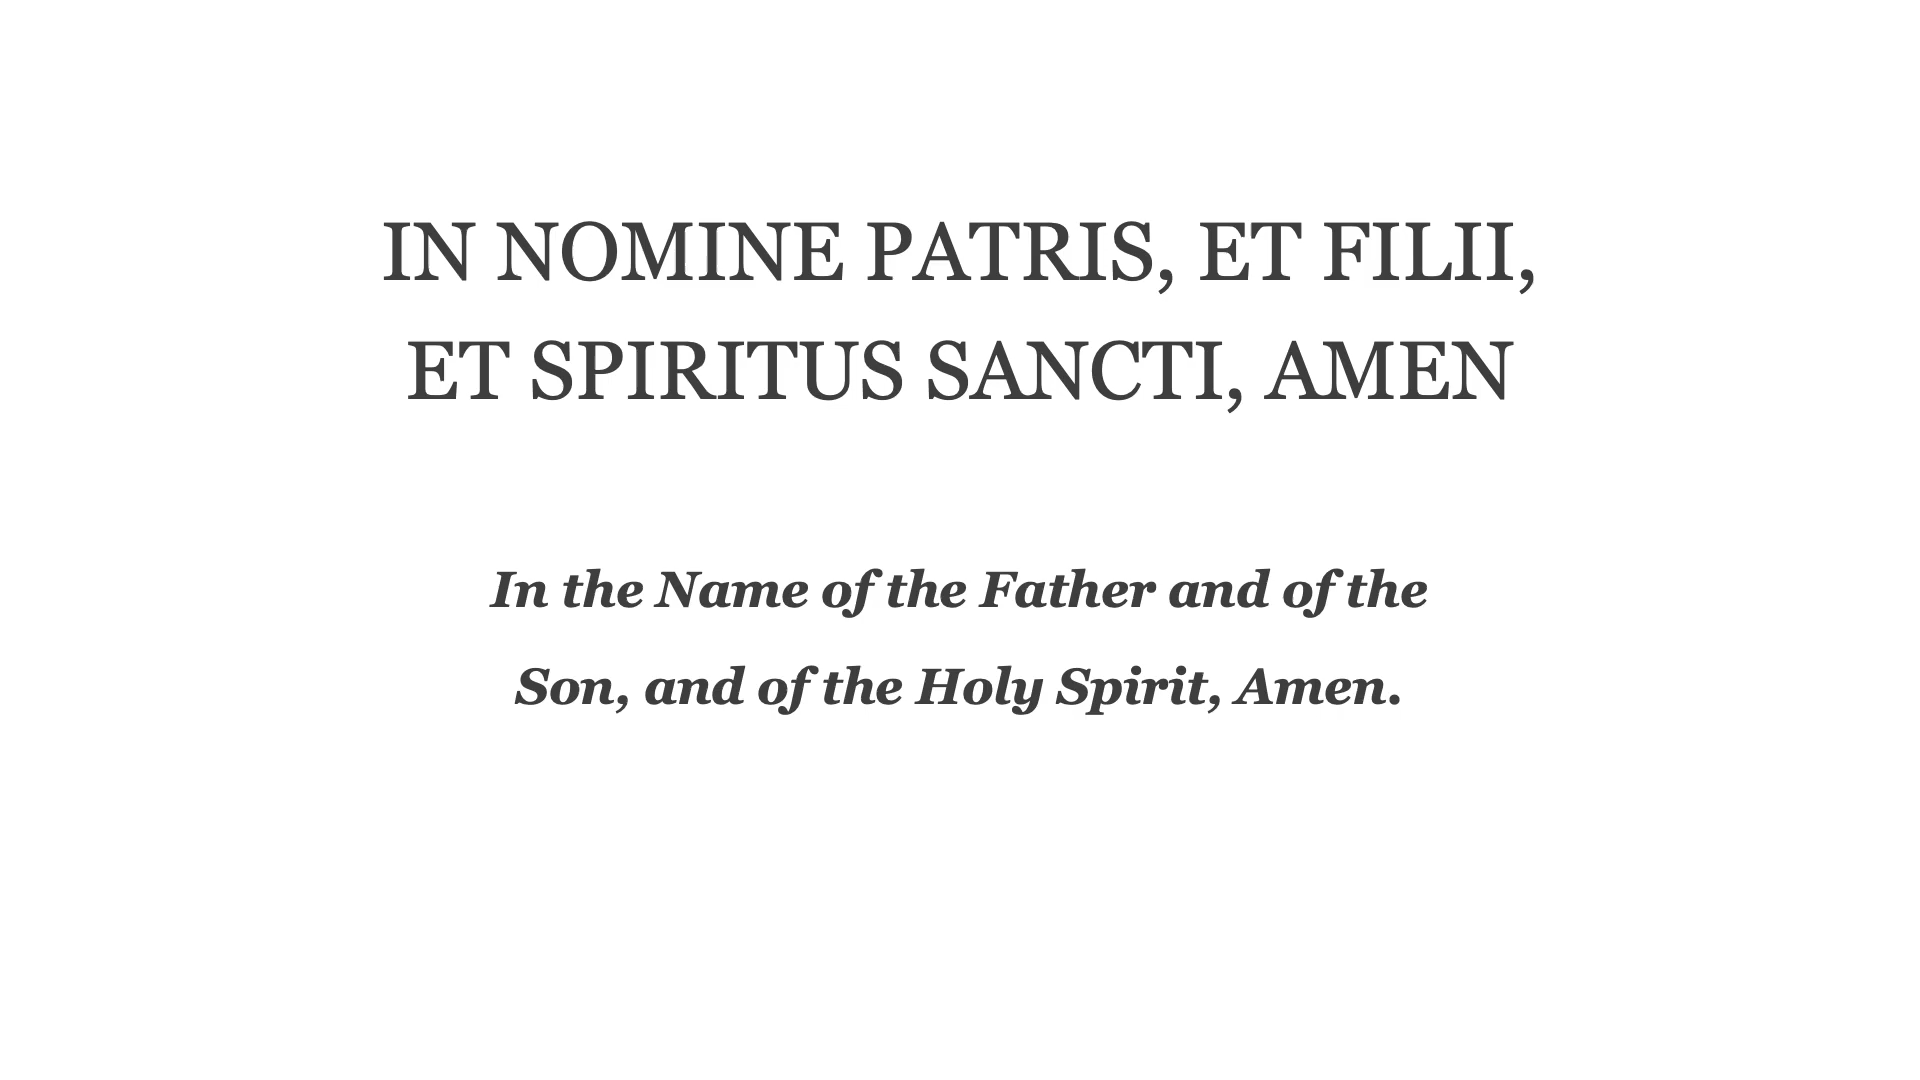 IN NOMINE PATRIS, ET FILII,
ET SPIRITUS SANCTI, AMEN
In the Name of the Father and of the
Son, and of the Holy Spirit, Amen.